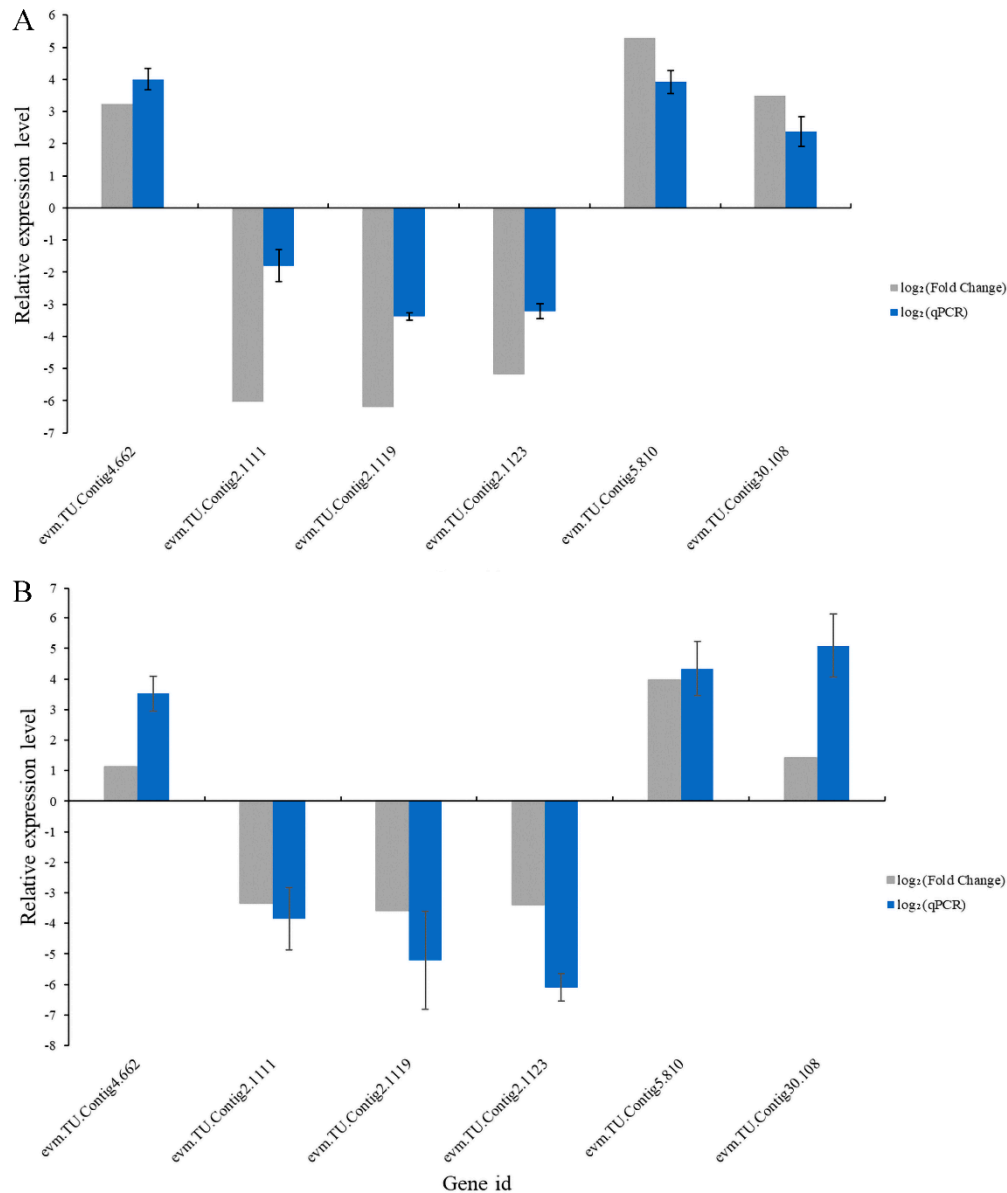 A
Relative expression level
6
5
4
3
2
1
0
-1
-2
-3
-4
-5
-6
-7
evm.TU.Contig4.662
evm.TU.Contig2.1111
evm.TU.Contig2.1119
evm.TU.Contig2.1123
evm.TU.Contig5.810
evm.TU.Contig30.108
log₂(Fold Change)
log₂(qPCR)
B
Relative expression level
7
6
5
4
3
2
1
0
-1
-2
-3
-4
-5
-6
-7
-8
evm.TU.Contig4.662
evm.TU.Contig2.1111
evm.TU.Contig2.1119
evm.TU.Contig2.1123
evm.TU.Contig5.810
evm.TU.Contig30.108
log₂(Fold Change)
log₂(qPCR)
Gene id